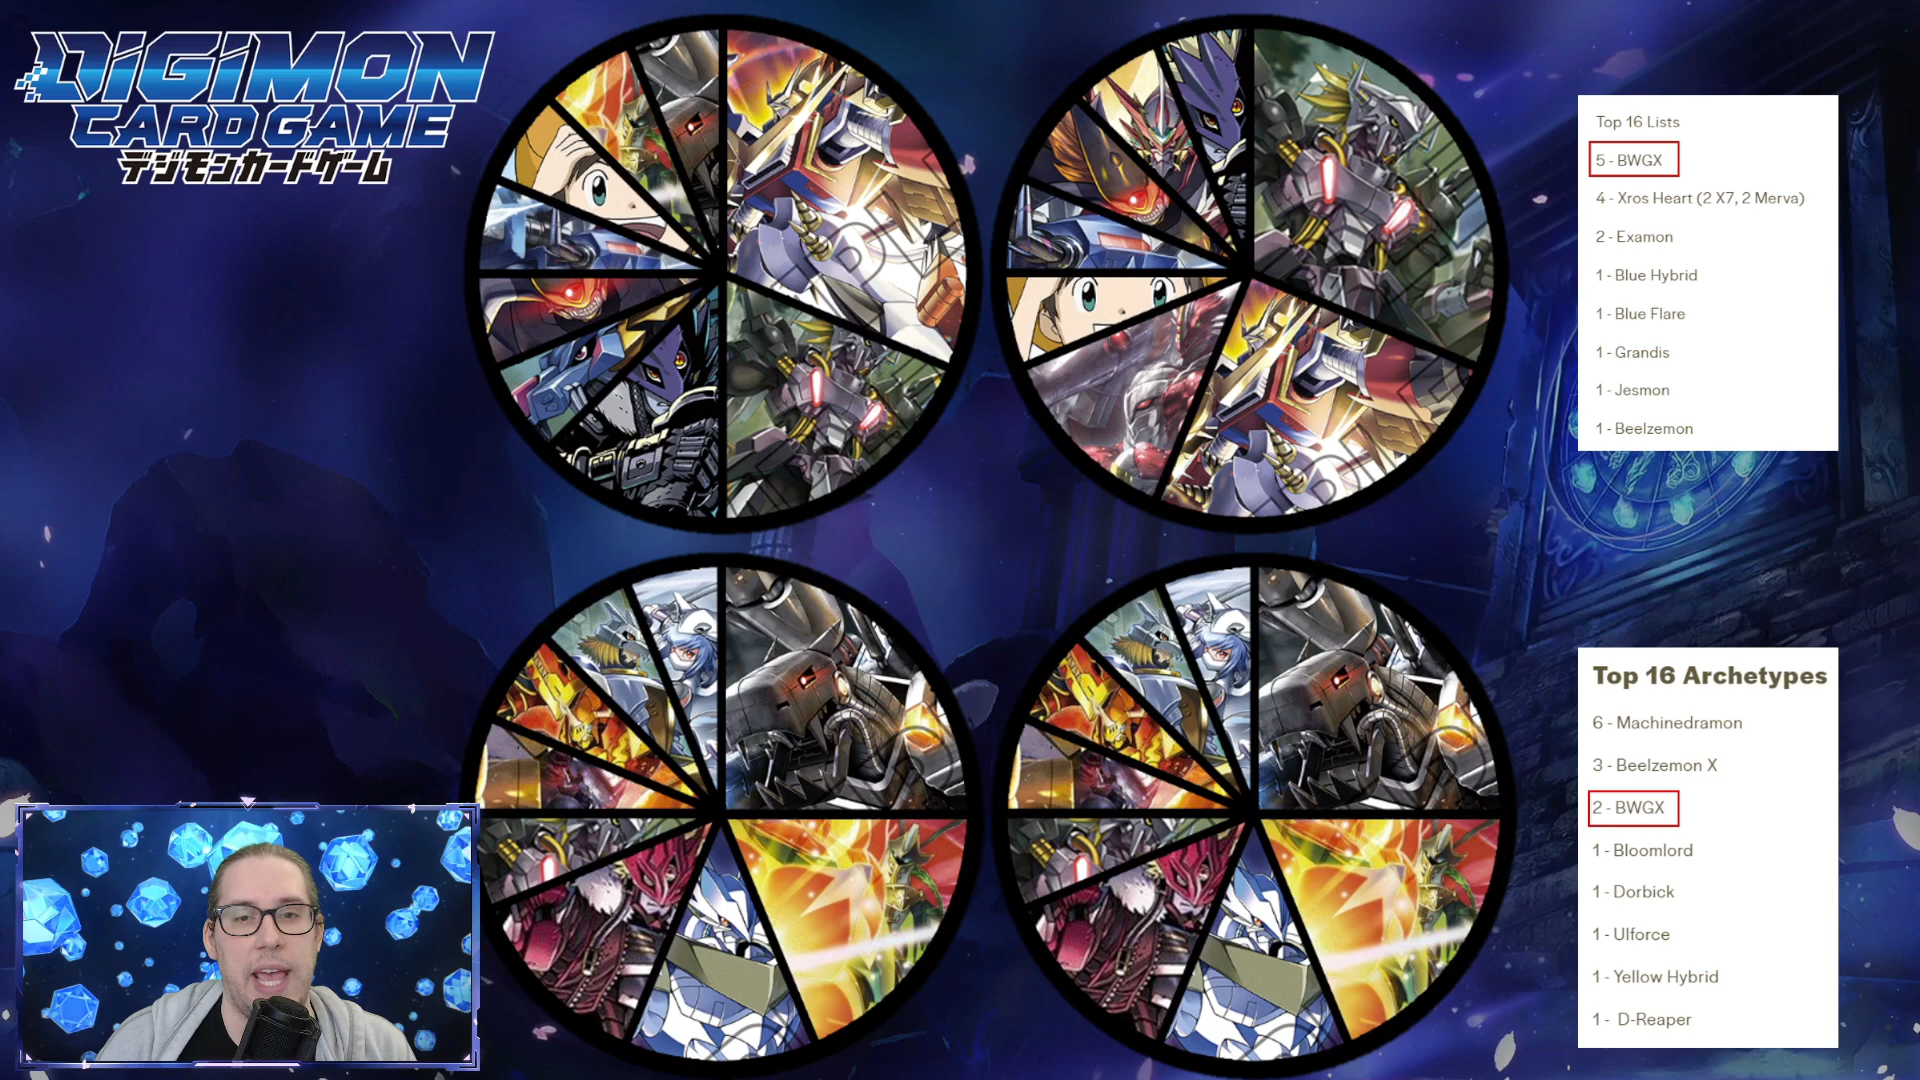 DIGIMON
CARD GAME
デジモンカードゲーム
Top 16 Lists
5 - BWGX
4 - Xros Heart (2 X7, 2 Merva)
2 - Examon
1 - Blue Hybrid
1 - Blue Flare
1 - Grandis
1 - Jesmon
1 - Beelzemon
Top 16 Archetypes
6 - Machinedramon
3 - Beelzemon X
2 - BWGX
1 - Bloomlord
1 - Dorbick
1 - Ulforce
1 - Yellow Hybrid
1 - D-Reaper